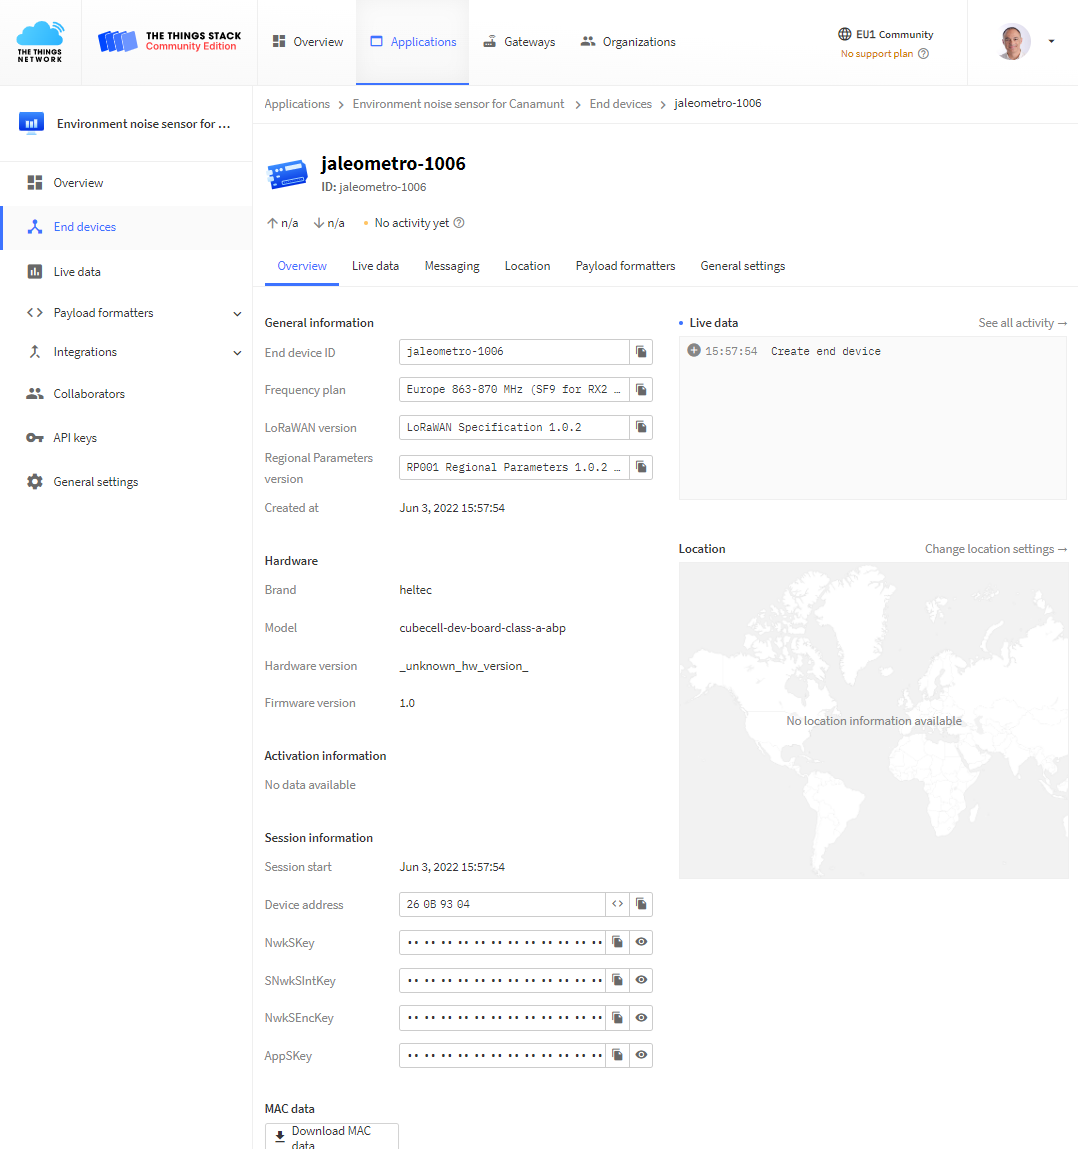 THE THINGS NETWORK
THE THINGS STACK
Community Edition
Overview
Applications
Gateways
Organizations
EU1 Community
No support plan
Applications > Environment noise sensor for Canamunt > End devices > jaleometro-1006
Environment noise sensor for ...
Overview
End devices
Live data
Payload formatters
Integrations
Collaborators
API keys
General settings
jaleometro-1006
ID: jaleometro-1006
n/a n/a • No activity yet
Overview Live data Messaging Location Payload formatters General settings
General information
End device ID jaleometro-1006
Frequency plan Europe 863-870 MHz (SF9 for RX2 …
LoRaWAN version LoRaWAN Specification 1.0.2
Regional Parameters version RP001 Regional Parameters 1.0.2 …
Created at Jun 3, 2022 15:57:54
Hardware
Brand heltec
Model cubecell-dev-board-class-a-abp
Hardware version _unknown_hw_version_
Firmware version 1.0
Activation information
No data available
Session information
Session start Jun 3, 2022 15:57:54
Device address 26 0B 93 04
NwkSKey
SNwkSIntKey
NwkSEncKey
AppSKey
MAC data
Download MAC data
• Live data See all activity →
15:57:54 Create end device
Location Change location settings →
No location information available